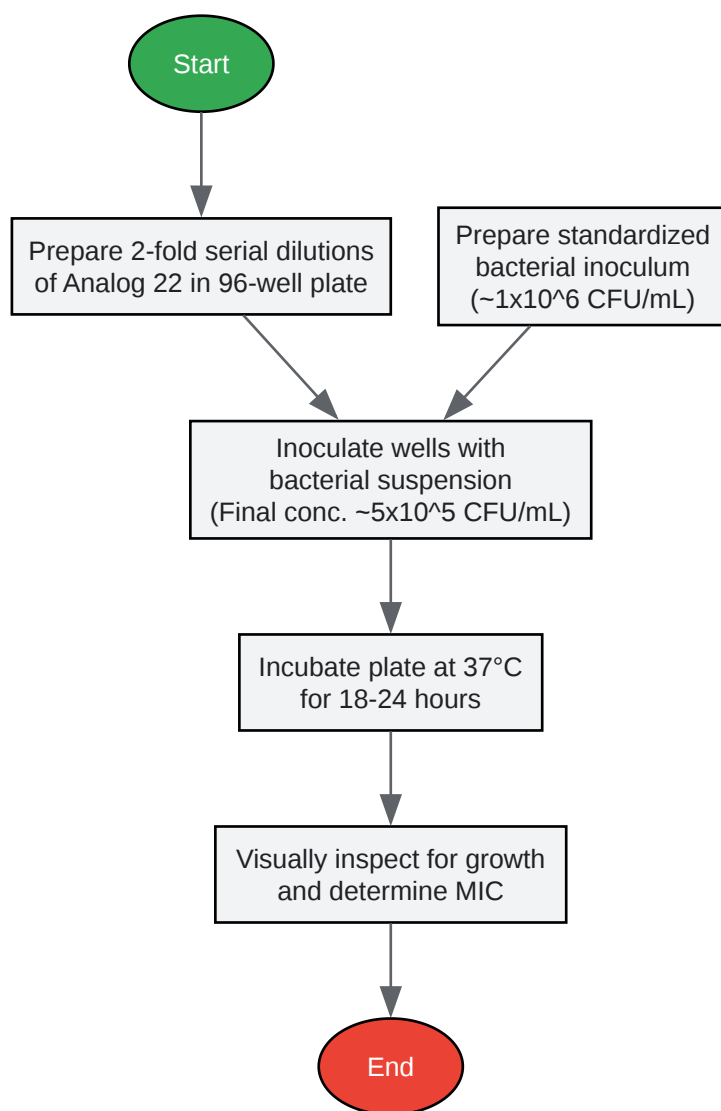 Start
Prepare 2-fold serial dilutions
of Analog 22 in 96-well plate
Prepare standardized
bacterial inoculum
(~1x10^6 CFU/mL)
Inoculate wells with
bacterial suspension
(Final conc. ~5x10^5 CFU/mL)
Incubate plate at 37°C
for 18-24 hours
Visually inspect for growth
and determine MIC
End